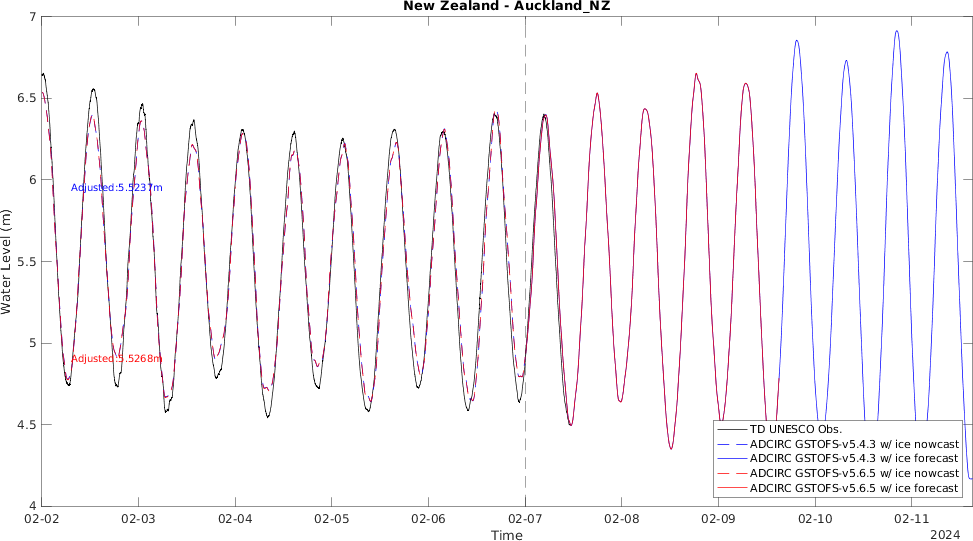 New Zealand - Auckland_NZ
7
6.5
6
5.5
5
4.5
4
Water Level (m)
Adjusted:5.5237m
Adjusted:5.5268m
TD UNESCO Obs.
ADCIRC GSTOFS-v5.4.3 w/ ice nowcast
ADCIRC GSTOFS-v5.4.3 w/ ice forecast
ADCIRC GSTOFS-v5.6.5 w/ ice nowcast
ADCIRC GSTOFS-v5.6.5 w/ ice forecast
02-02 02-03 02-04 02-05 02-06 02-07 02-08 02-09 02-10 02-11
Time
2024